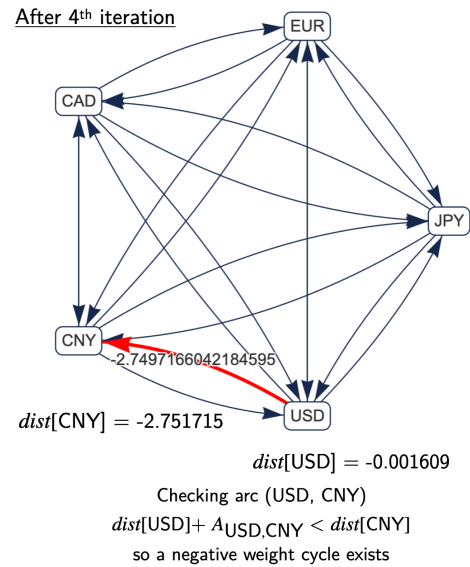 After 4th iteration
EUR
CAD
JPY
CNY
-2.7497166042184595
USD
dist[CNY] = -2.751715
dist[USD] = -0.001609
Checking arc (USD, CNY)
dist[USD]+ A_USD,CNY < dist[CNY]
so a negative weight cycle exists